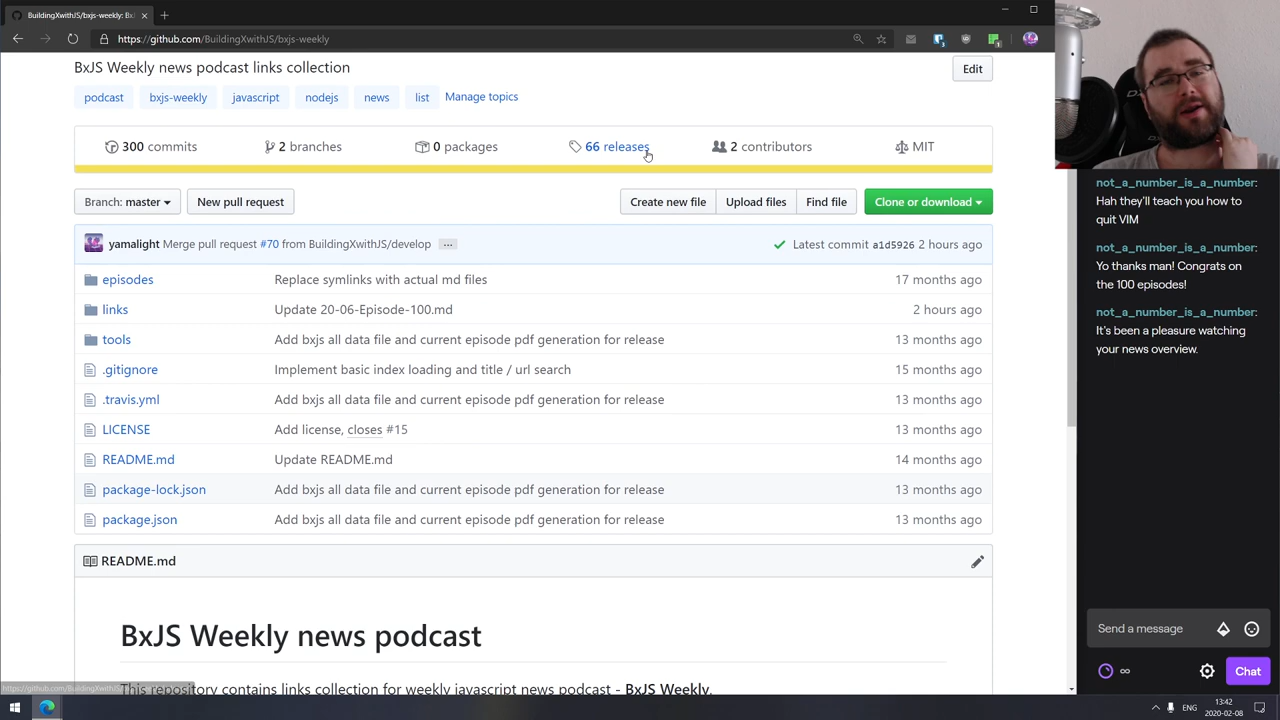 BuildingXwithJS/bxjs-weekly: BxJ
https://github.com/BuildingXwithJS/bxjs-weekly
BxJS Weekly news podcast links collection
Edit
podcast bxjs-weekly javascript nodejs news list Manage topics
300 commits 2 branches 0 packages 66 releases 2 contributors MIT
Branch: master New pull request Create new file Upload files Find file Clone or download
yamalight Merge pull request #70 from BuildingXwithJS/develop ... Latest commit a1d5926 2 hours ago
episodes Replace symlinks with actual md files 17 months ago
links Update 20-06-Episode-100.md 2 hours ago
tools Add bxjs all data file and current episode pdf generation for release 13 months ago
.gitignore Implement basic index loading and title / url search 15 months ago
.travis.yml Add bxjs all data file and current episode pdf generation for release 13 months ago
LICENSE Add license, closes #15 13 months ago
README.md Update README.md 14 months ago
package-lock.json Add bxjs all data file and current episode pdf generation for release 13 months ago
package.json Add bxjs all data file and current episode pdf generation for release 13 months ago
README.md
BxJS Weekly news podcast
This repository contains links collection for weekly javascript news podcast - BxJS Weekly.
not_a_number_is_a_number:
Hah they'll teach you how to
quit VIM
not_a_number_is_a_number:
Yo thanks man! Congrats on
the 100 episodes!
not_a_number_is_a_number:
It's been a pleasure watching
your news overview.
Send a message
∞ Chat
ENG
13:42
2020-02-08